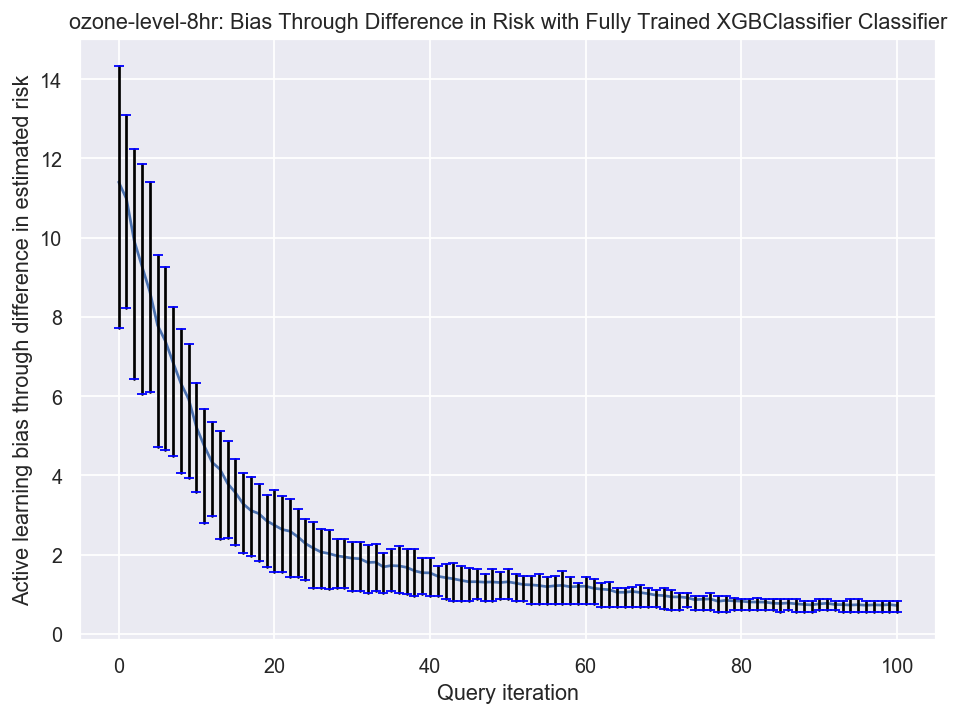 ozone-level-8hr: Bias Through Difference in Risk with Fully Trained XGBClassifier Classifier
Active learning bias through difference in estimated risk
14
12
10
8
6
4
2
0
0 20 40 60 80 100
Query iteration